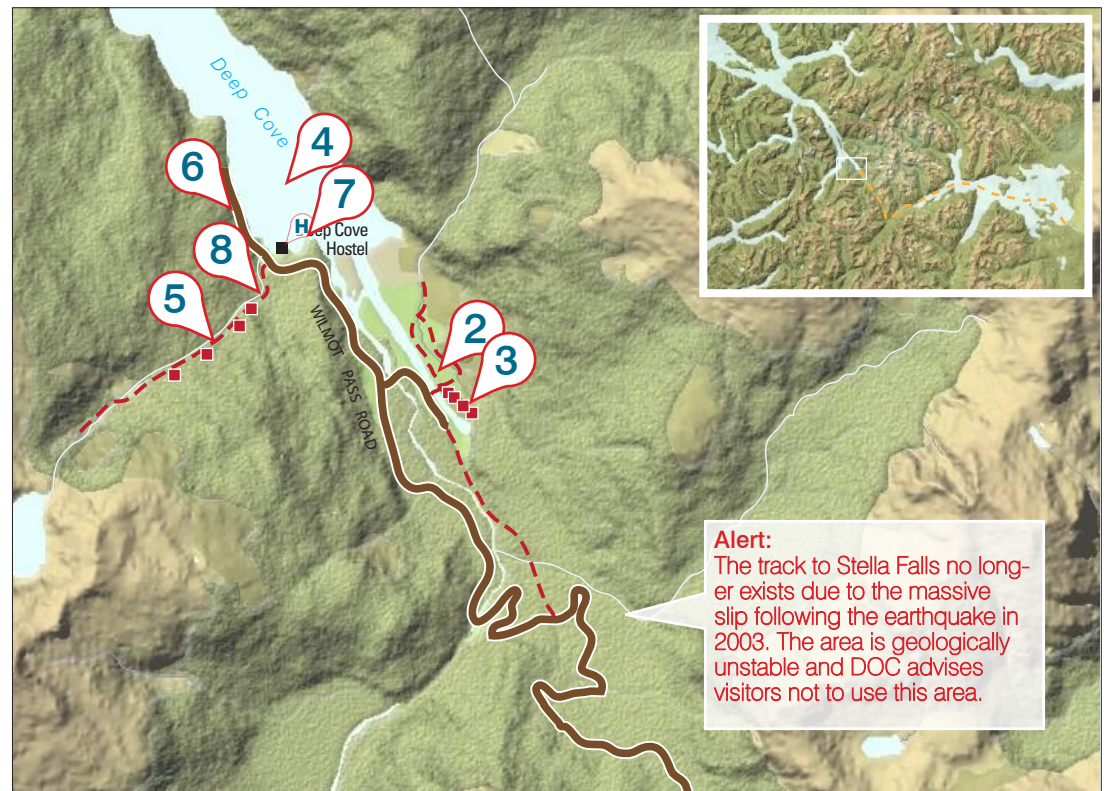 Deep Cove
4
6
7
H
eep Cove
Hostel
8
5
2
3
WILMOT PASS ROAD
Alert:
The track to Stella Falls no long-
er exists due to the massive
slip following the earthquake in
2003. The area is geologically
unstable and DOC advises
visitors not to use this area.